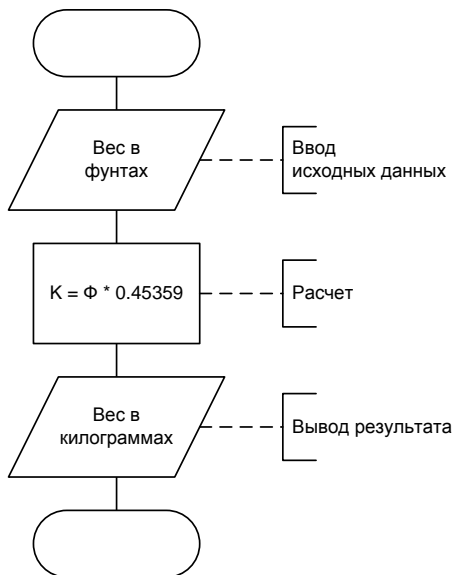 Вес в
фунтах
Ввод
исходных данных
K = Ф * 0.45359
Расчет
Вес в
килограммах
Вывод результата